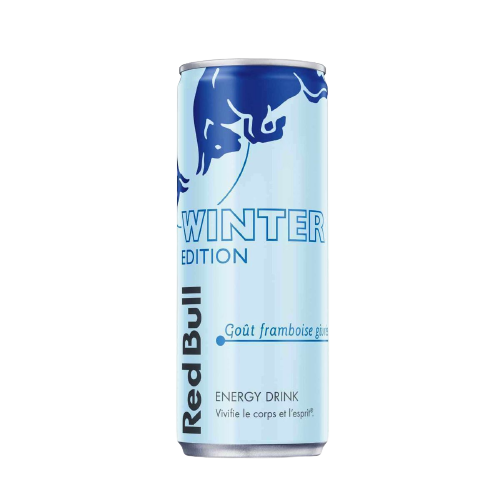 WINTER
EDITION
Red Bull
Goût framboise
ENERGY DRINK
Vivifie le corps et l'esprit®.